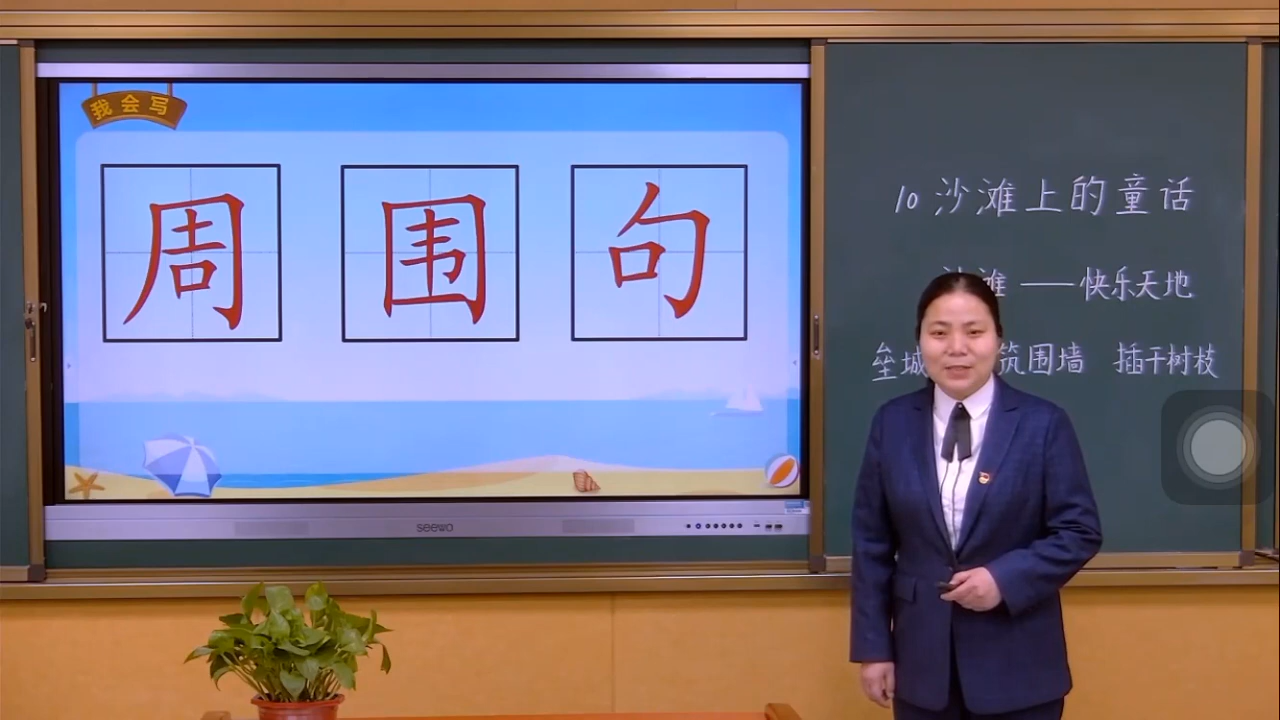 我会写
周 围 句
seewo
10 沙滩上的童话
滩 ——快乐天地
垒城 筑围墙 插干树枝